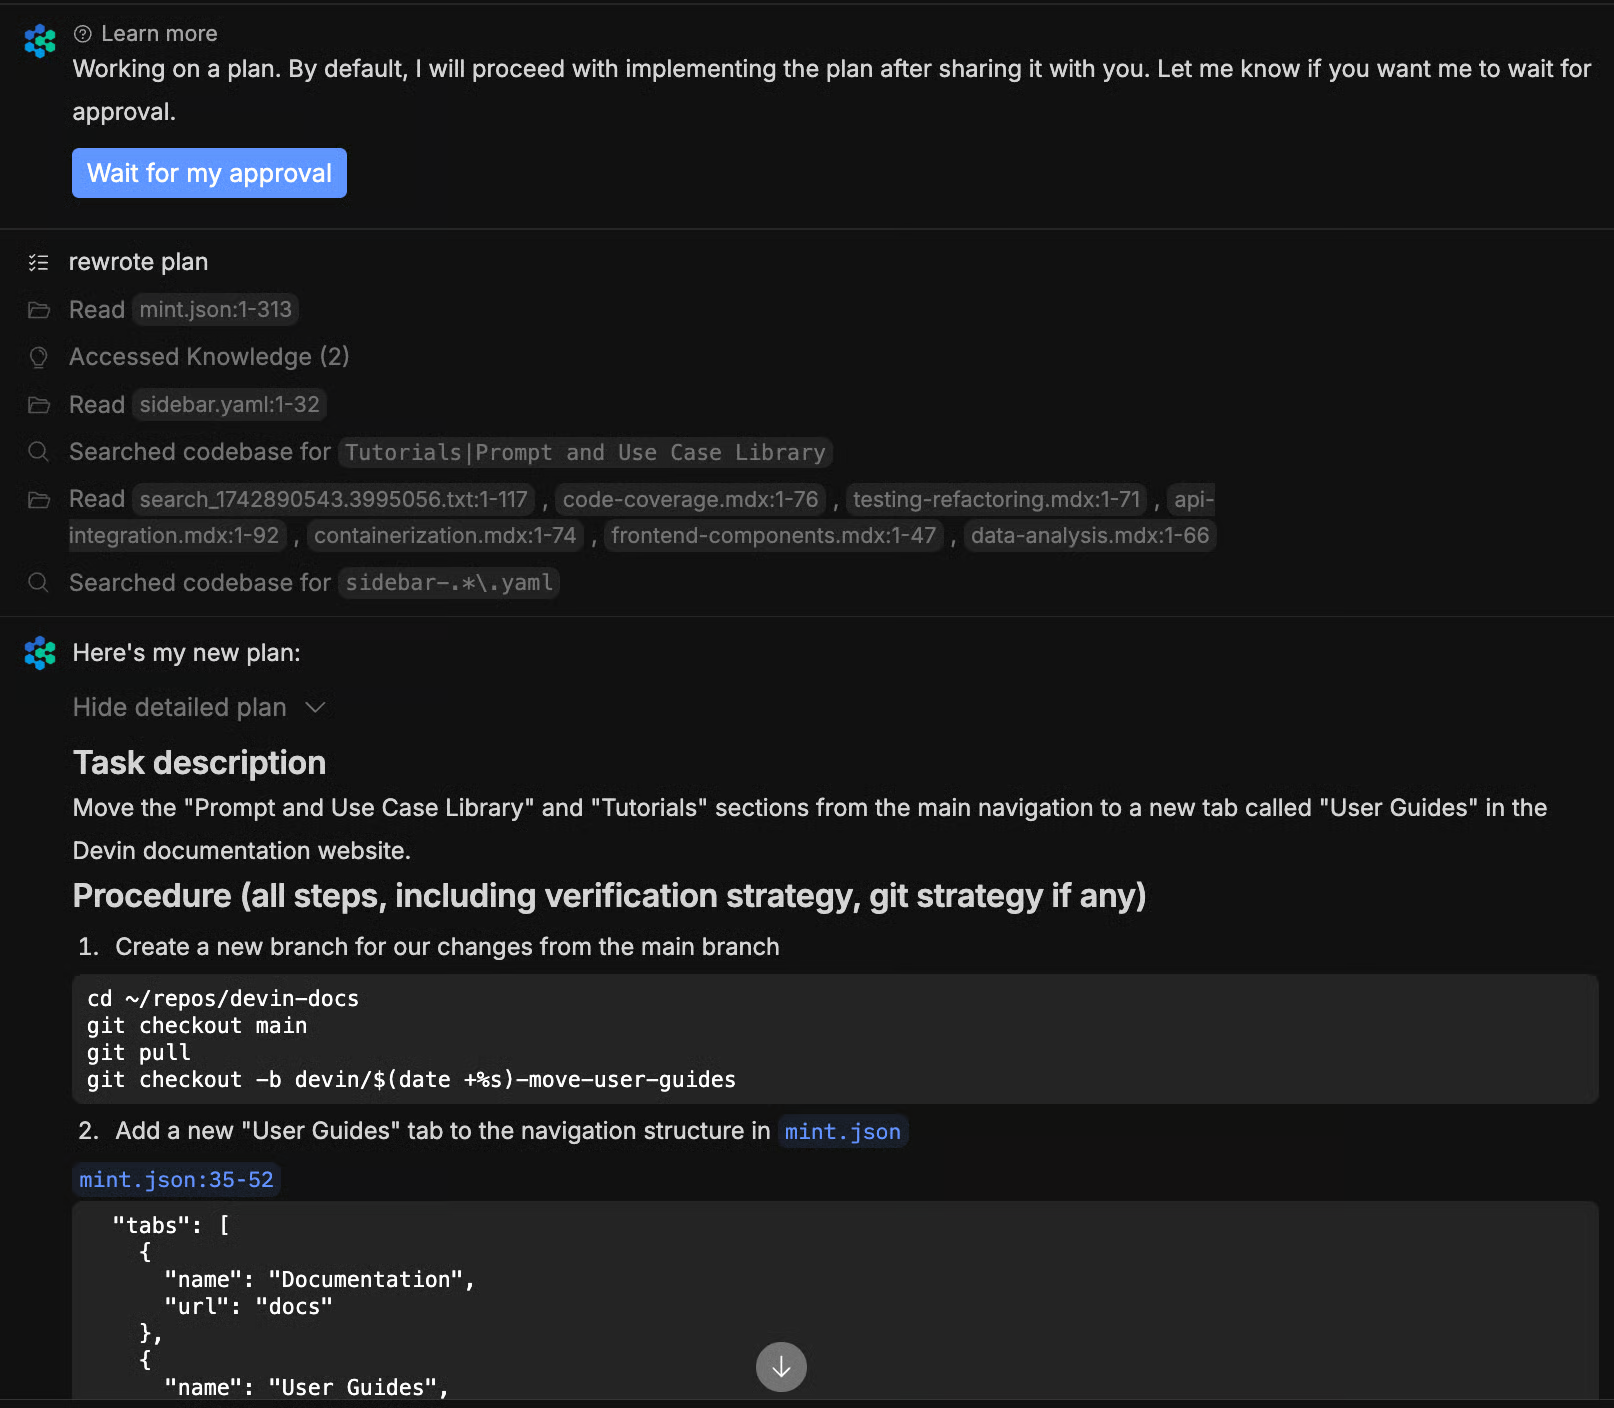 Learn more
Working on a plan. By default, I will proceed with implementing the plan after sharing it with you. Let me know if you want me to wait for
approval.
Wait for my approval
rewrote plan
Read mint.json:1-313
Accessed Knowledge (2)
Read sidebar.yaml:1-32
Searched codebase for Tutorials|Prompt and Use Case Library
Read search_1742890543.3995056.txt:1-117 , code-coverage.mdx:1-76 , testing-refactoring.mdx:1-71 , api-
integration.mdx:1-92 , containerization.mdx:1-74 , frontend-components.mdx:1-47 , data-analysis.mdx:1-66
Searched codebase for sidebar-.*\.yaml
Here's my new plan:
Hide detailed plan
Task description
Move the "Prompt and Use Case Library" and "Tutorials" sections from the main navigation to a new tab called "User Guides" in the
Devin documentation website.
Procedure (all steps, including verification strategy, git strategy if any)
1. Create a new branch for our changes from the main branch
cd ~/repos/devin-docs
git checkout main
git pull
git checkout -b devin/$(date +%s)-move-user-guides
2. Add a new "User Guides" tab to the navigation structure in mint.json
mint.json:35-52
"tabs": [
{
"name": "Documentation",
"url": "docs"
},
{
"name": "User Guides",